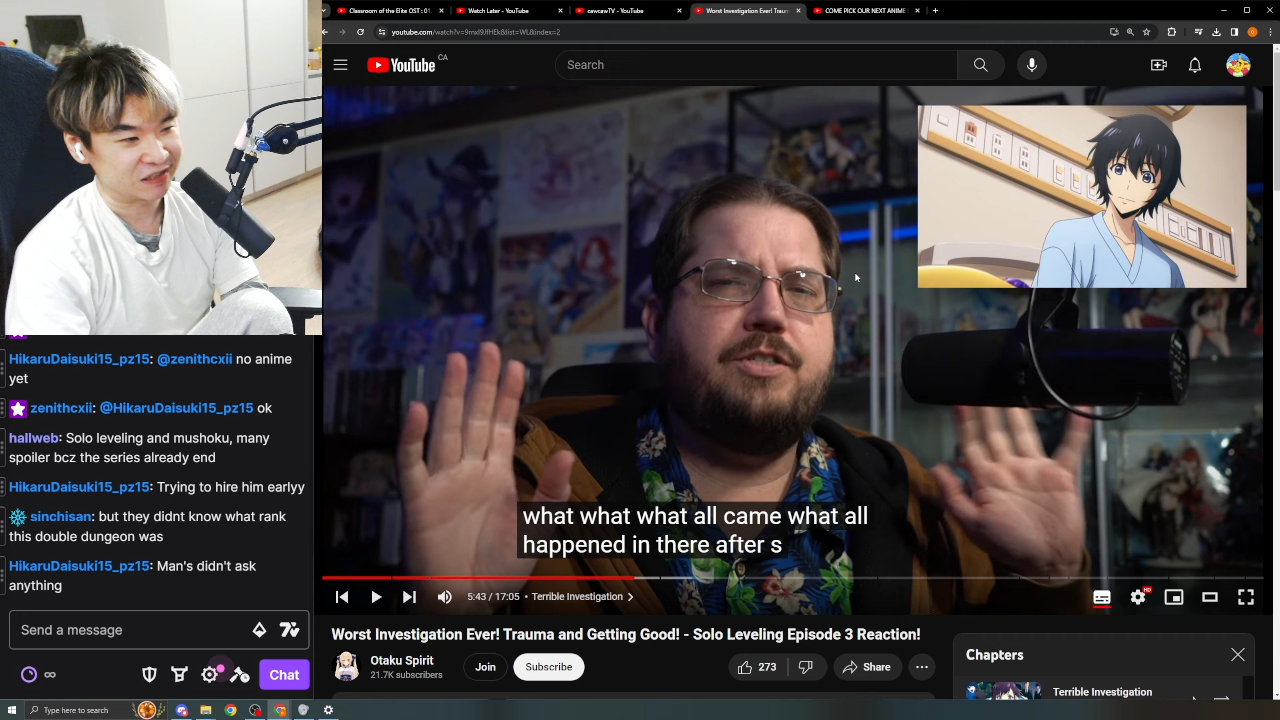 Classroom of the Elite OST : 01.
Watch Later - YouTube
cawcawTV - YouTube
Worst Investigation Ever! Traum
COME PICK OUR NEXT ANIME
youtube.com/watch?v=9mxl9JfHEk&list=WL&index=2
YouTube
CA
Search
HikaruDaisuki15_pz15: @zenithcxii no anime
yet
zenithcxii: @HikaruDaisuki15_pz15 ok
hallweb: Solo leveling and mushoku, many
spoiler bcz the series already end
HikaruDaisuki15_pz15: Trying to hire him earlyy
sinchisan: but they didnt know what rank
this double dungeon was
HikaruDaisuki15_pz15: Man's didn't ask
anything
Send a message
Chat
what what what all came what all
happened in there after s
5:43 / 17:05 • Terrible Investigation
HD
Worst Investigation Ever! Trauma and Getting Good! - Solo Leveling Episode 3 Reaction!
Otaku Spirit
21.7K subscribers
Join
Subscribe
273
Share
Chapters
Terrible Investigation
Type here to search